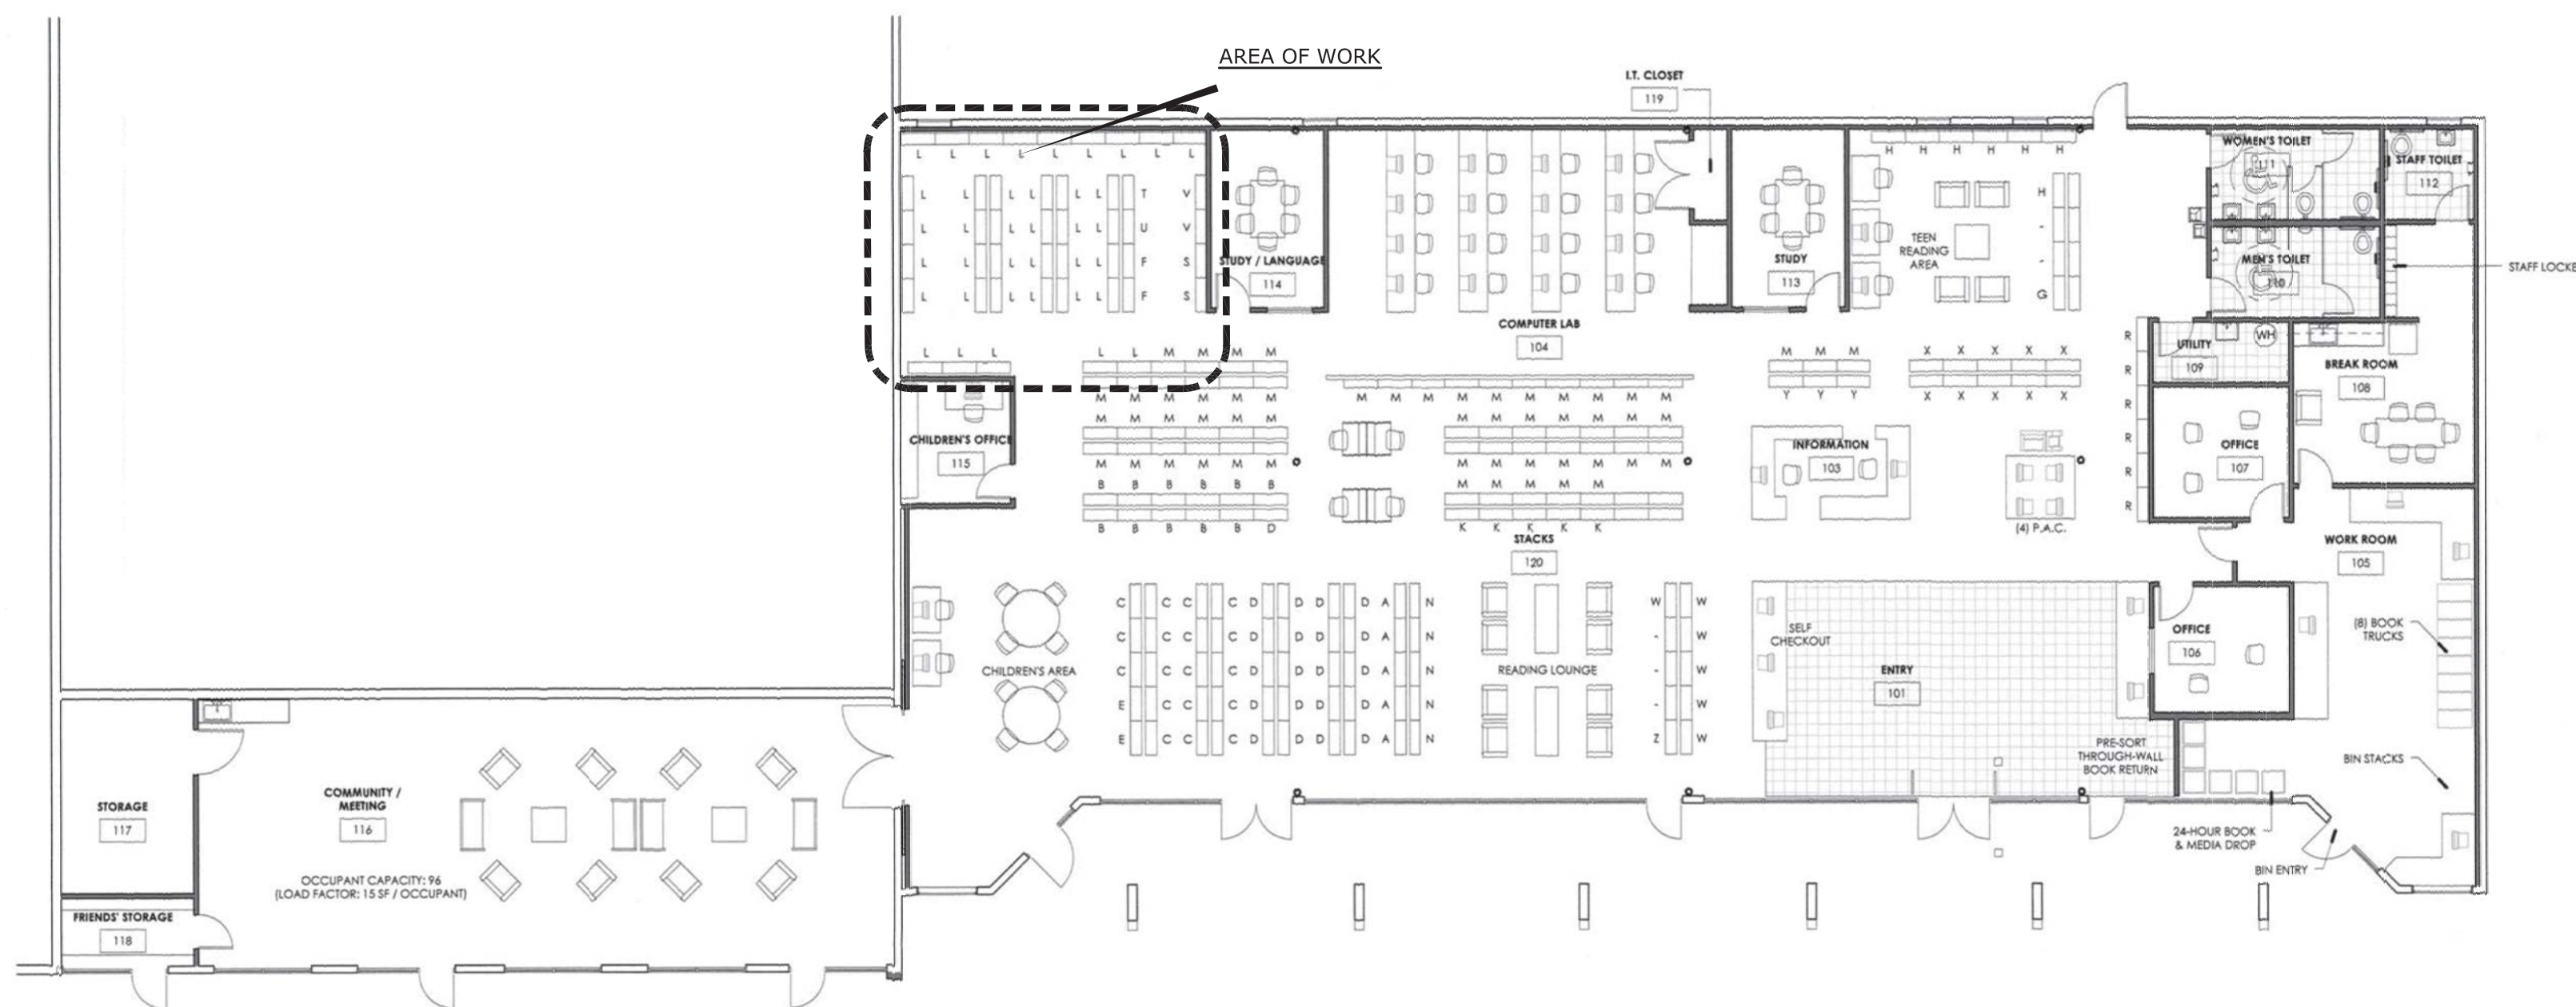 AREA OF WORK
I.T. CLOSET
119
WOMEN'S TOILET
111
STAFF TOILET
112
L L L L L L L L L
H H H H H H
L L L L L L T V
L L L L L L U V
L L L L L L F S
L L L L L L F S
H
-
-
G
STUDY / LANGUAGE
114
STUDY
113
TEEN
READING
AREA
MEN'S TOILET
110
STAFF LOCKE
COMPUTER LAB
104
UTILITY
109
WH
BREAK ROOM
108
L L L
L L M M M M
M M M
X X X X X
R
R
R
R
R
R
Y Y Y
X X X X X
M M M M M M
M M M M M M M M M M
M M M M M M
M M M M M M M
CHILDREN'S OFFICE
115
INFORMATION
103
OFFICE
107
M M M M M M
M M M M M M M
B B B B B B
M M M M M
B B B B B D
K K K K K
(4) P.A.C.
STACKS
120
WORK ROOM
105
C C C C D D D D A N
C C C C D D D D A N
C C C C D D D D A N
E C C C D D D D A N
E C C C D D D D A N
W W
- W
- -
- W
Z W
CHILDREN'S AREA
READING LOUNGE
SELF
CHECKOUT
ENTRY
101
OFFICE
106
(8) BOOK
TRUCKS
PRE-SORT
THROUGH-WALL
BOOK RETURN
BIN STACKS
STORAGE
117
COMMUNITY /
MEETING
116
OCCUPANT CAPACITY: 96
(LOAD FACTOR: 15 SF / OCCUPANT)
24-HOUR BOOK
& MEDIA DROP
BIN ENTRY
FRIENDS' STORAGE
118